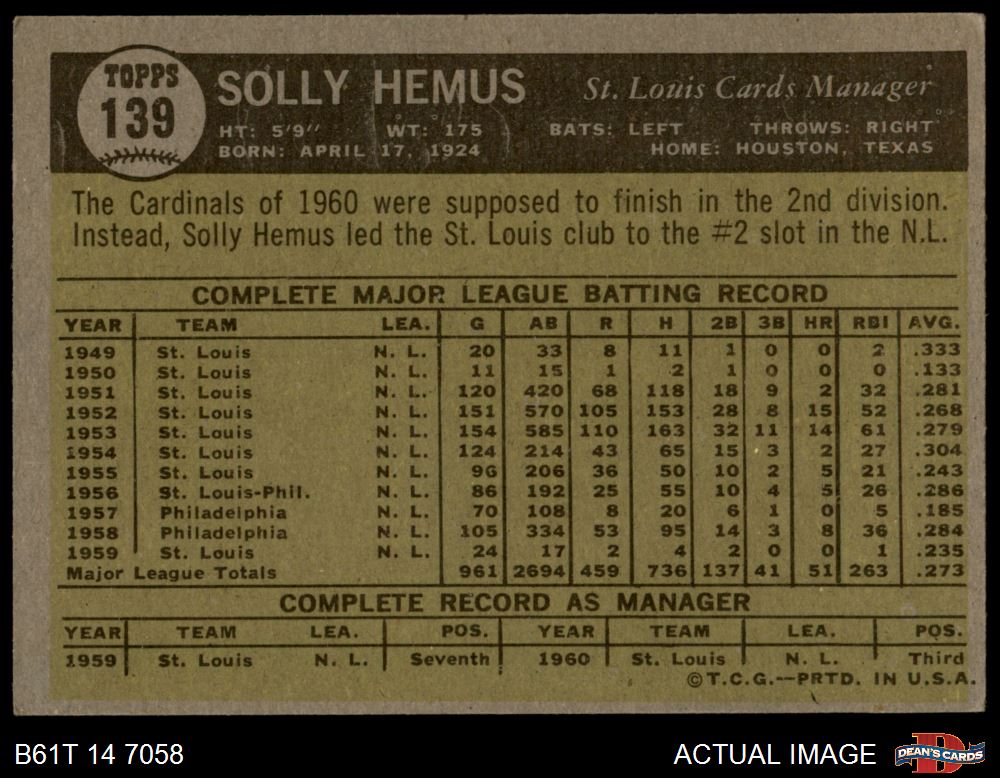 TOPPS
139
SOLLY HEMUS St. Louis Cards Manager
HT: 5'9" WT: 175 BATS: LEFT THROWS: RIGHT
BORN: APRIL 17, 1924 HOME: HOUSTON, TEXAS
The Cardinals of 1960 were supposed to finish in the 2nd division.
Instead, Solly Hemus led the St. Louis club to the #2 slot in the N.L.
COMPLETE MAJOR LEAGUE BATTING RECORD
YEAR TEAM LEA. G AB R H 2B 3B HR RBI AVG.
1949 St. Louis N. L. 20 33 8 11 1 0 0 2 .333
1950 St. Louis N. L. 11 15 1 2 1 0 0 0 .133
1951 St. Louis N. L. 120 420 68 118 18 9 2 32 .281
1952 St. Louis N. L. 151 570 105 153 28 8 15 52 .268
1953 St. Louis N. L. 154 585 110 163 32 11 14 61 .279
1954 St. Louis N. L. 124 214 43 65 15 3 2 27 .304
1955 St. Louis N. L. 96 206 36 50 10 2 5 21 .243
1956 St. Louis-Phil. N. L. 86 192 25 55 10 4 5 26 .286
1957 Philadelphia N. L. 70 108 8 20 6 1 0 5 .185
1958 Philadelphia N. L. 105 334 53 95 14 3 8 36 .284
1959 St. Louis N. L. 24 17 2 4 2 0 0 1 .235
Major League Totals 961 2694 459 736 137 41 51 263 .273
COMPLETE RECORD AS MANAGER
YEAR TEAM LEA. POS. YEAR TEAM LEA. POS.
1959 St. Louis N. L. Seventh 1960 St. Louis N. L. Third
©T.C.G.--PRTD. IN U.S.A.
B61T 14 7058 ACTUAL IMAGE DEAN'S CARDS